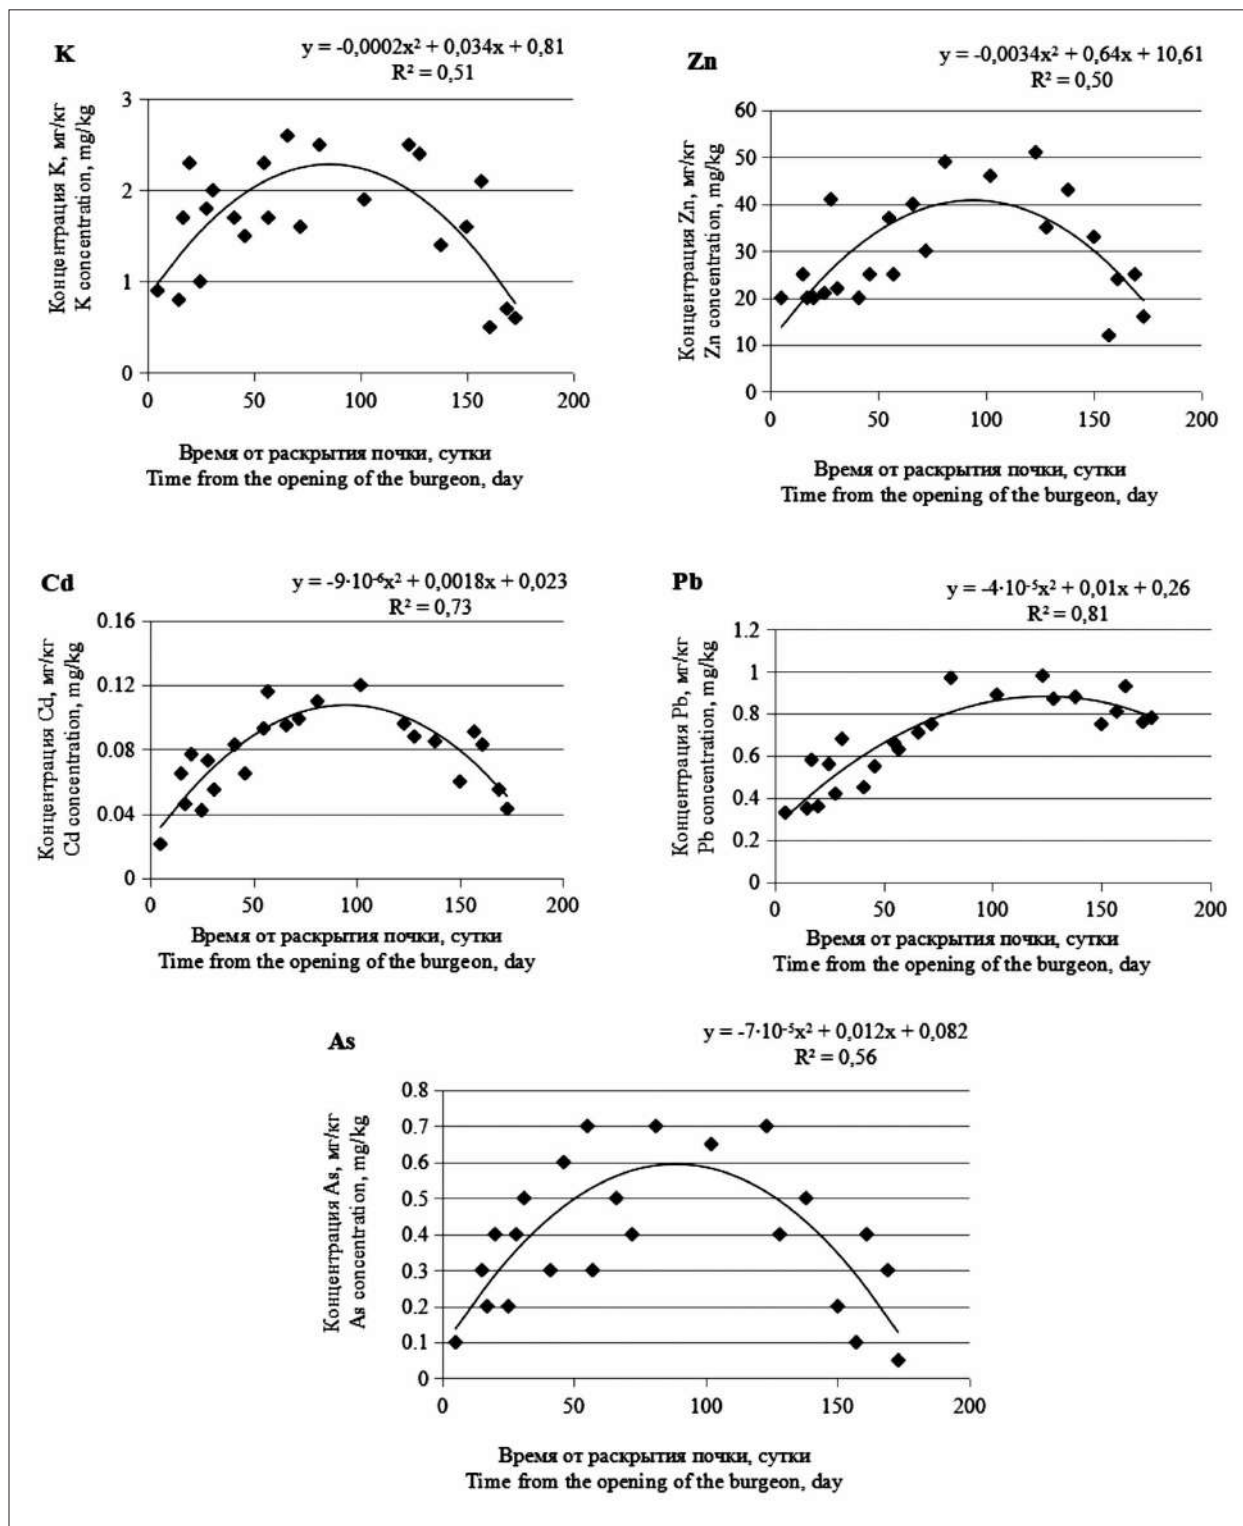 K
y = -0,0002x² + 0,034x + 0,81
R² = 0,51
Концентрация K, мг/кг
K concentration, mg/kg
3
2
1
0
0 50 100 150 200
Время от раскрытия почки, сутки
Time from the opening of the burgeon, day
Zn
y = -0,0034x² + 0,64x + 10,61
R² = 0,50
Концентрация Zn, мг/кг
Zn concentration, mg/kg
60
50
40
30
20
10
0
0 50 100 150 200
Время от раскрытия почки, сутки
Time from the opening of the burgeon, day
Cd
y = -9·10⁻⁶x² + 0,0018x + 0,023
R² = 0,73
Концентрация Cd, мг/кг
Cd concentration, mg/kg
0.16
0.12
0.08
0.04
0
0 50 100 150 200
Время от раскрытия почки, сутки
Time from the opening of the burgeon, day
Pb
y = -4·10⁻⁵x² + 0,01x + 0,26
R² = 0,81
Концентрация Pb, мг/кг
Pb concentration, mg/kg
1.2
1
0.8
0.6
0.4
0.2
0
0 50 100 150 200
Время от раскрытия почки, сутки
Time from the opening of the burgeon, day
As
y = -7·10⁻⁵x² + 0,012x + 0,082
R² = 0,56
Концентрация As, мг/кг
As concentration, mg/kg
0.8
0.7
0.6
0.5
0.4
0.3
0.2
0.1
0
0 50 100 150 200
Время от раскрытия почки, сутки
Time from the opening of the burgeon, day